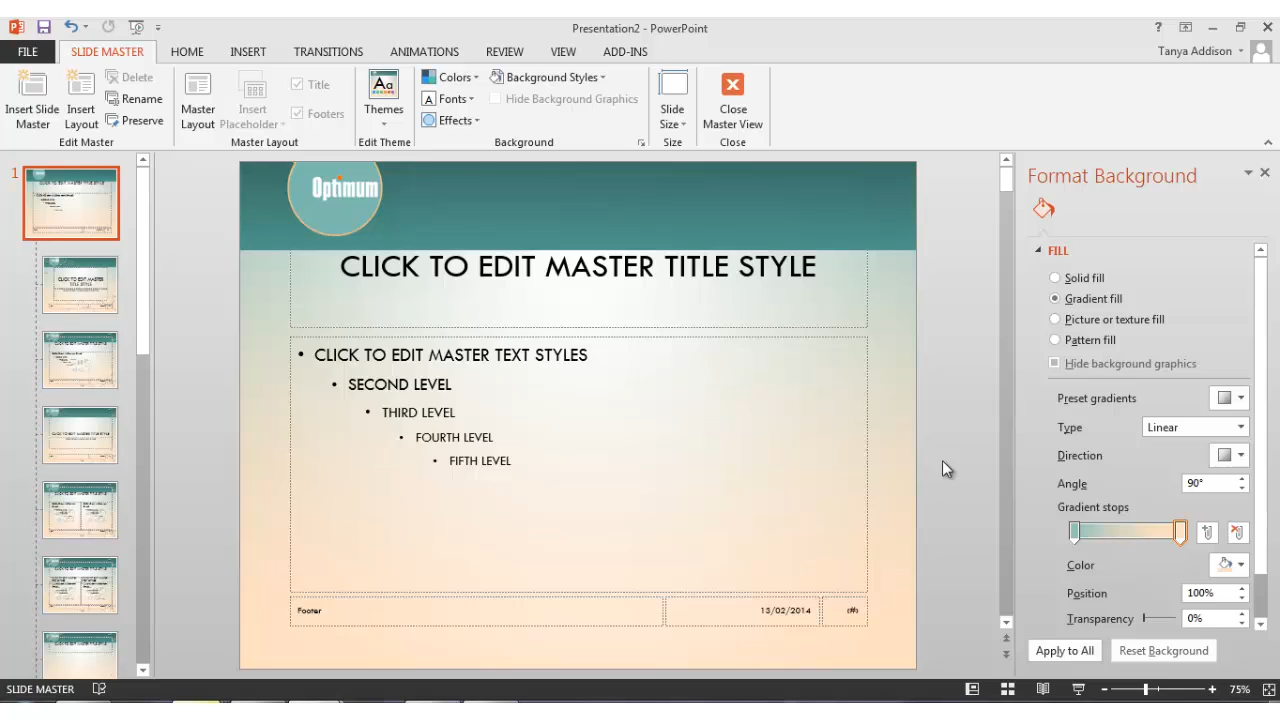 Presentation2 - PowerPoint
?
FILE SLIDE MASTER HOME INSERT TRANSITIONS ANIMATIONS REVIEW VIEW ADD-INS
Tanya Addison
Insert Slide Master
Insert Layout
Delete
Rename
Preserve
Edit Master
Master Layout
Insert Placeholder
Title
Footers
Master Layout
Aa
Themes
Edit Theme
Colors
A Fonts
Effects
Background Styles
Hide Background Graphics
Background
Slide Size
Size
Close Master View
Close
1
Optimum
CLICK TO EDIT MASTER TITLE STYLE
• CLICK TO EDIT MASTER TEXT STYLES
• SECOND LEVEL
• THIRD LEVEL
• FOURTH LEVEL
• FIFTH LEVEL
Footer
13/02/2014
‹#›
Format Background
FILL
Solid fill
Gradient fill
Picture or texture fill
Pattern fill
Hide background graphics
Preset gradients
Type Linear
Direction
Angle 90°
Gradient stops
Color
Position 100%
Transparency 0%
Apply to All Reset Background
SLIDE MASTER
75%